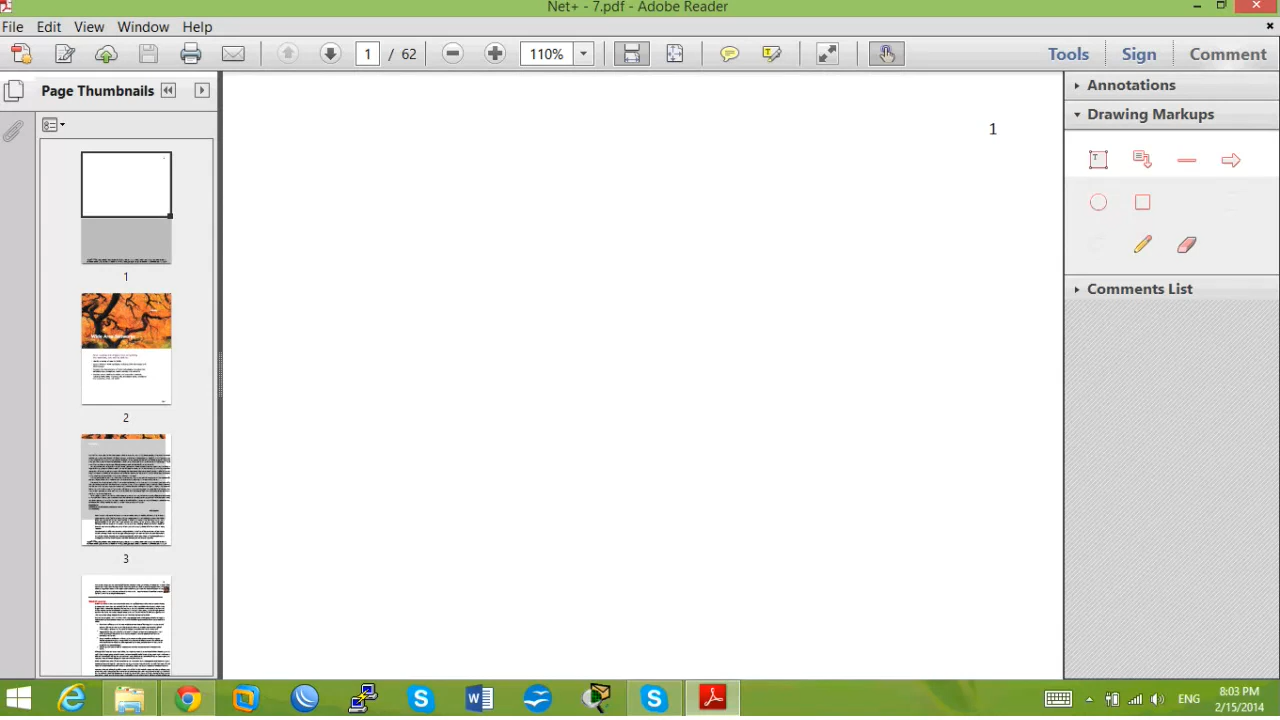 Net+ - 7.pdf - Adobe Reader
File Edit View Window Help
1 / 62 110% Tools Sign Comment
Page Thumbnails
1
2
3
1
Annotations
Drawing Markups
T
Comments List
ENG
8:03 PM
2/15/2014